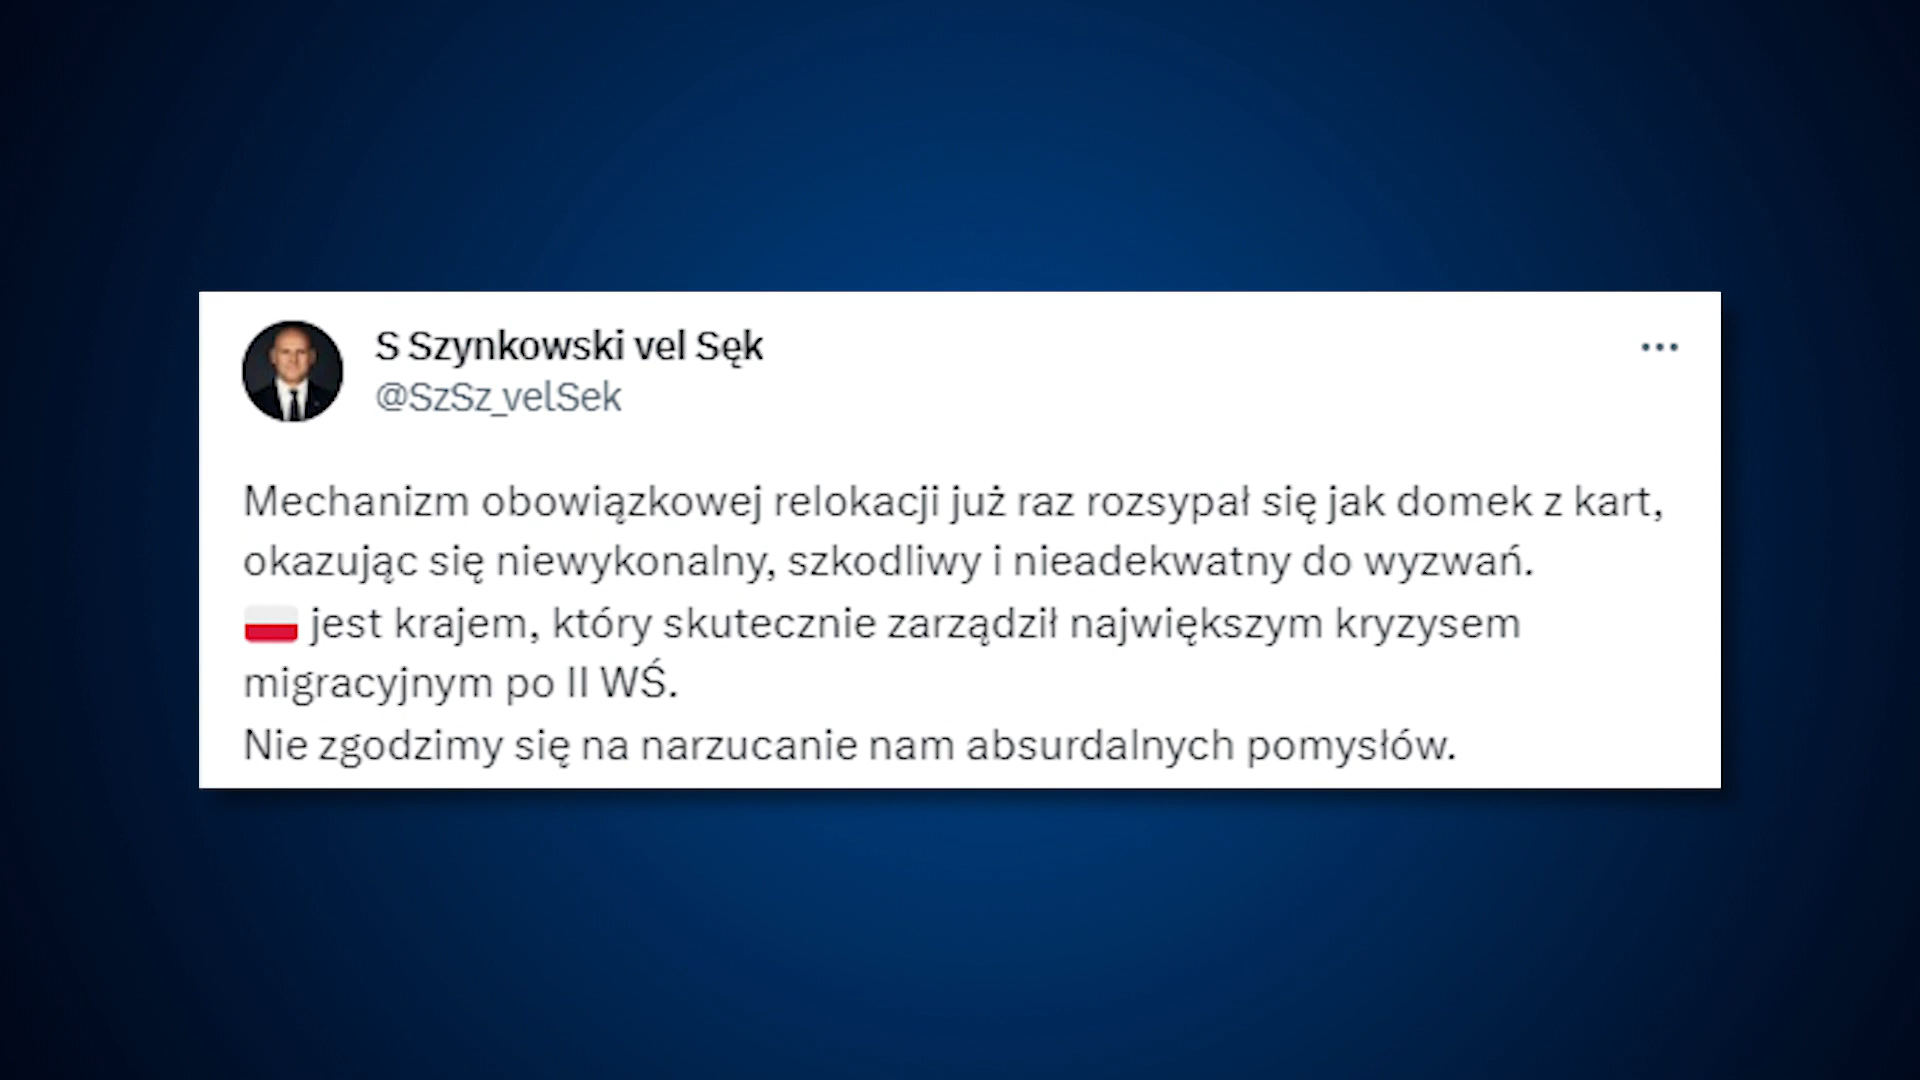 S Szynkowski vel Sęk
@SzSz_velSek
Mechanizm obowiązkowej relokacji już raz rozsypał się jak domek z kart,
okazując się niewykonalny, szkodliwy i nieadekwatny do wyzwań.
🇵🇱 jest krajem, który skutecznie zarządził największym kryzysem
migracyjnym po II WŚ.
Nie zgodzimy się na narzucanie nam absurdalnych pomysłów.